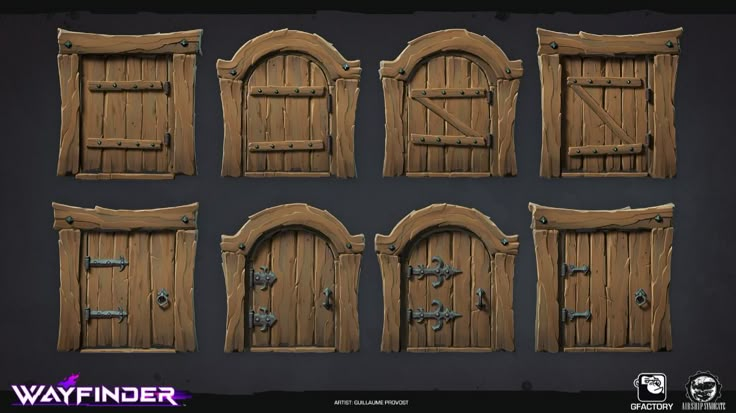 WAYFINDER
ARTIST: GUILLAUME PROVOST
GFACTORY
AIRSHIP SYNDICATE